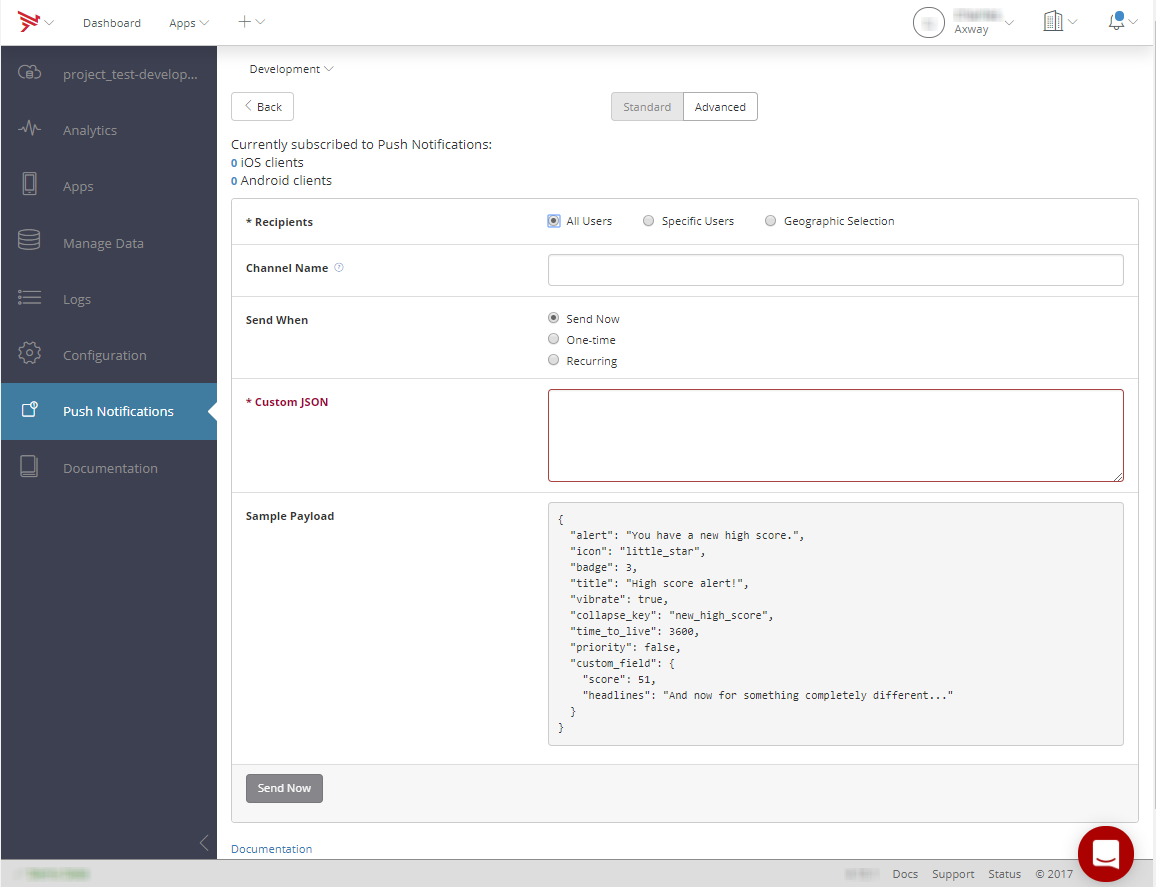 Dashboard
Apps
Axway
project_test-develop...
Analytics
Apps
Manage Data
Logs
Configuration
Push Notifications
Documentation
Development
Back
Standard
Advanced
Currently subscribed to Push Notifications:
0 iOS clients
0 Android clients
* Recipients
All Users
Specific Users
Geographic Selection
Channel Name ?
Send When
Send Now
One-time
Recurring
* Custom JSON
Sample Payload
{
"alert": "You have a new high score.",
"icon": "little_star",
"badge": 3,
"title": "High score alert!",
"vibrate": true,
"collapse_key": "new_high_score",
"time_to_live": 3600,
"priority": false,
"custom_field": {
"score": 51,
"headlines": "And now for something completely different..."
}
}
Send Now
Documentation
Docs
Support
Status
© 2017